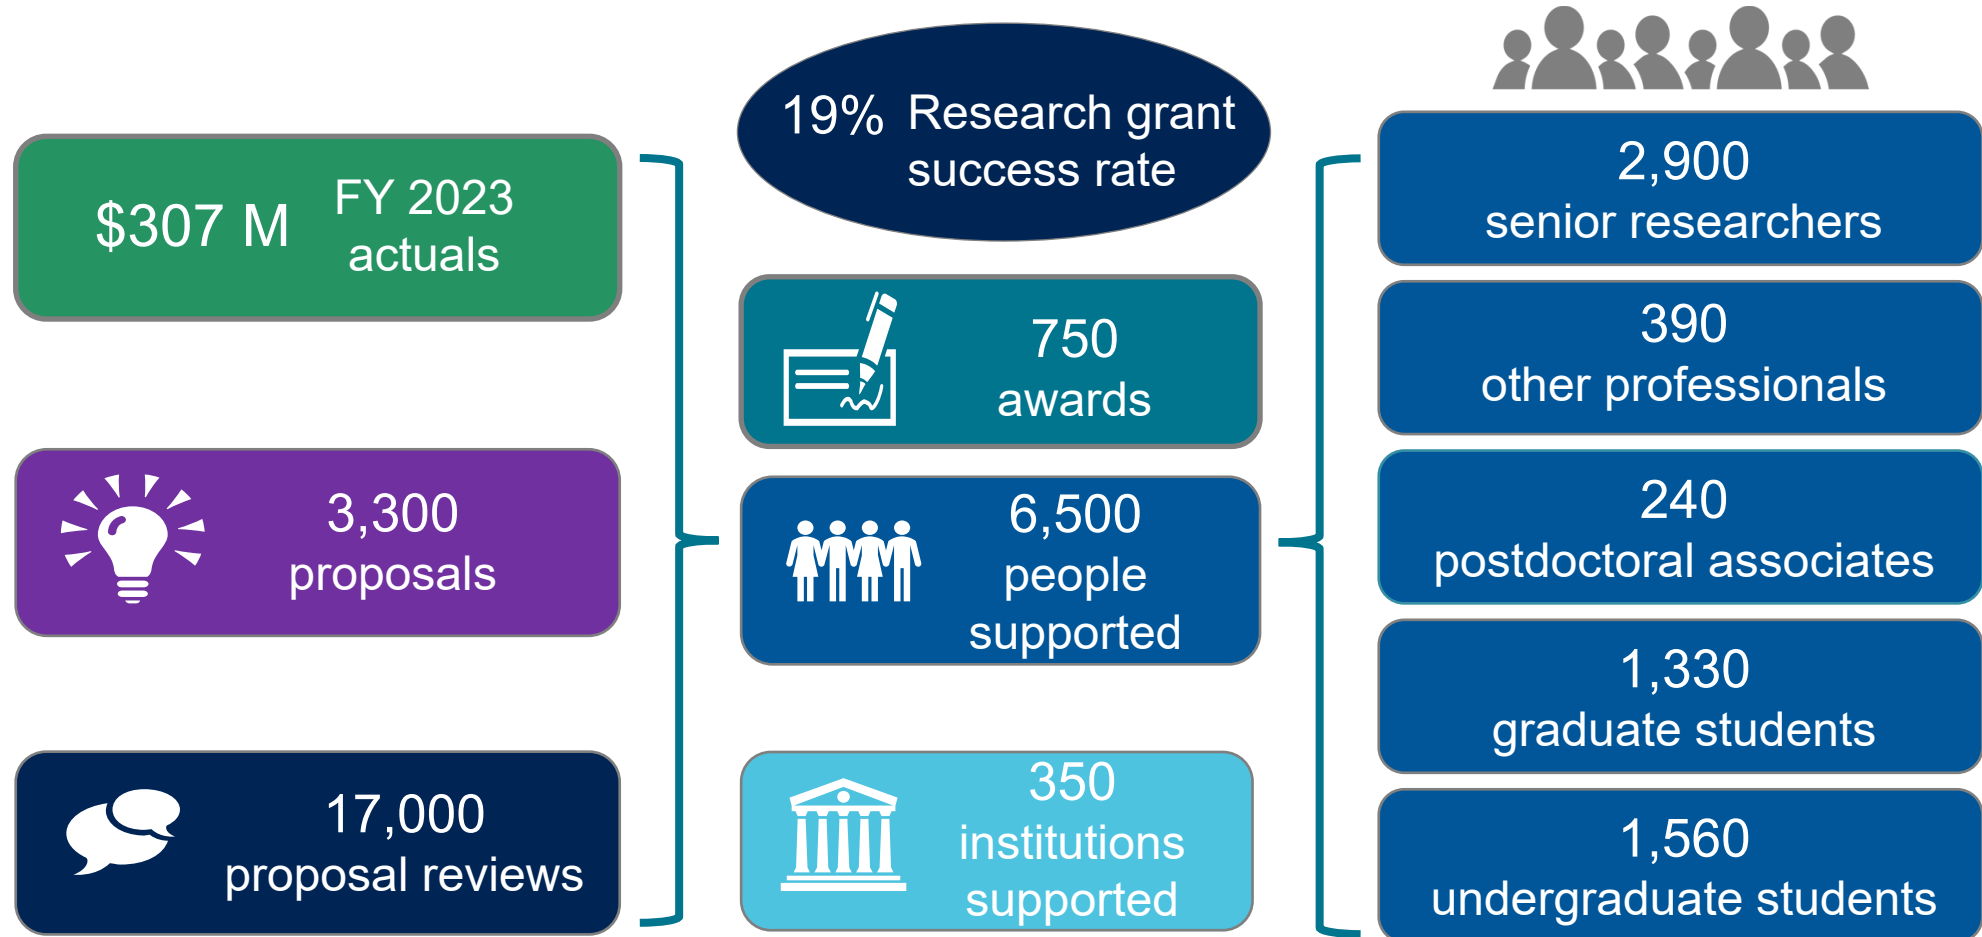 $307 M
FY 2023
actuals
3,300
proposals
17,000
proposal reviews
19%
Research grant
success rate
750
awards
6,500
people
supported
350
institutions
supported
2,900
senior researchers
390
other professionals
240
postdoctoral associates
1,330
graduate students
1,560
undergraduate students